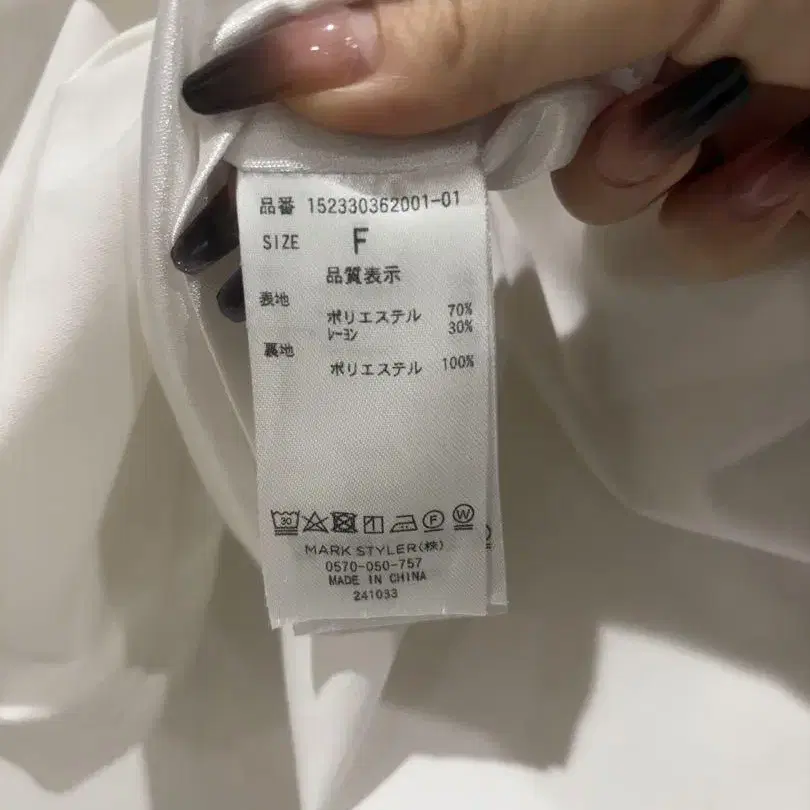 品番 152330362001-01
SIZE F
品質表示
表地
ポリエステル 70%
レーヨン 30%
裏地
ポリエステル 100%
30 F W
MARK STYLER(株)
0570-050-757
MADE IN CHINA
241033